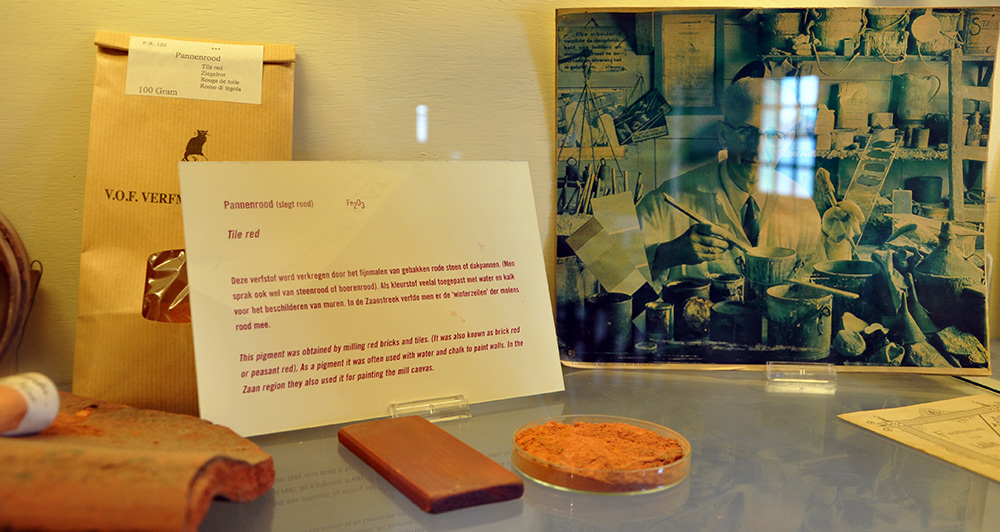 P.R. 100
Pannenrood
Tile red
Ziegelrot
Rouge de tuile
Rosso di tegola
100 Gram
V.O.F. VERFM
Pannenrood (slegt rood) Fe2O3
Tile red
Deze verfstof werd verkregen door het fijnmalen van gebakken rode steen of dakpannen. (Men
sprak ook wel van steenrood of boerenrood). Als kleurstof veelal toegepast met water en kalk
voor het beschilderen van muren. In de Zaanstreek verfde men er de 'winterzeilen' der molens
rood mee.
This pigment was obtained by milling red bricks and tiles. (It was also known as brick red
or peasant red). As a pigment it was often used with water and chalk to paint walls. In the
Zaan region they also used it for painting the mill canvas.